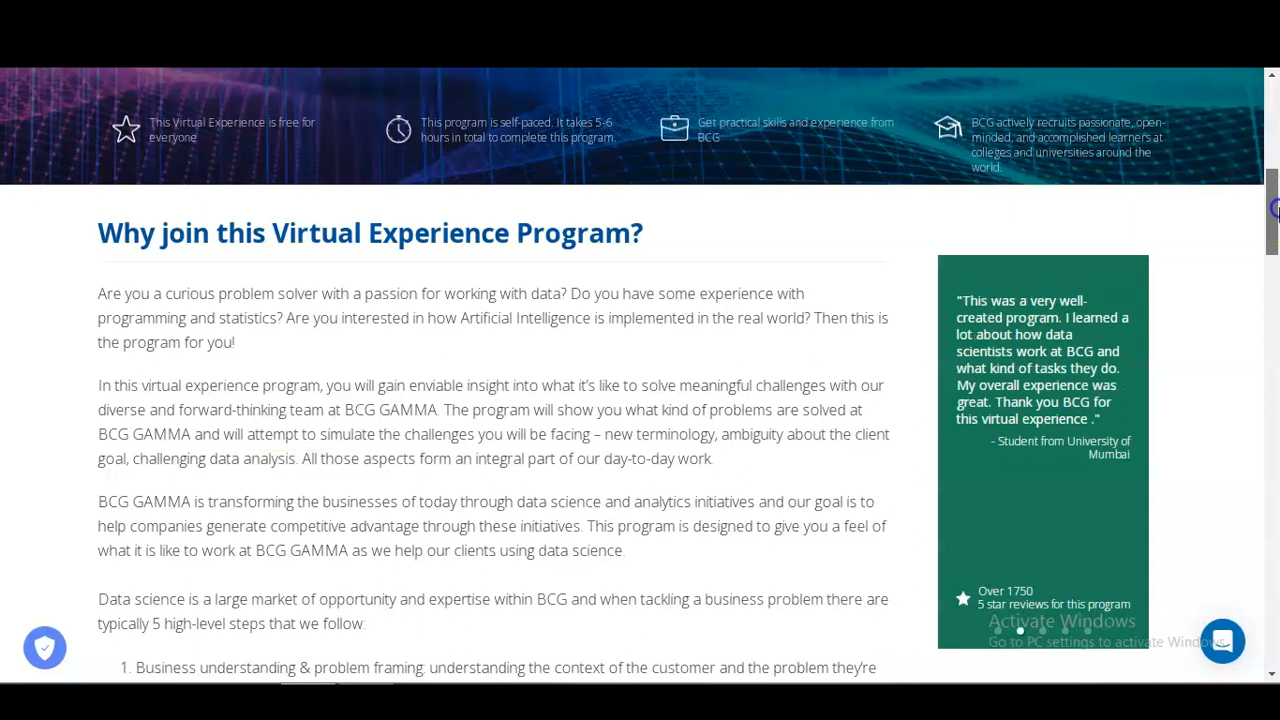 This Virtual Experience is free for
everyone
This program is self-paced. It takes 5-6
hours in total to complete this program.
Get practical skills and experience from
BCG
BCG actively recruits passionate, open-
minded, and accomplished learners at
colleges and universities around the
world.
Why join this Virtual Experience Program?
Are you a curious problem solver with a passion for working with data? Do you have some experience with
programming and statistics? Are you interested in how Artificial Intelligence is implemented in the real world? Then this is
the program for you!
In this virtual experience program, you will gain enviable insight into what it’s like to solve meaningful challenges with our
diverse and forward-thinking team at BCG GAMMA. The program will show you what kind of problems are solved at
BCG GAMMA and will attempt to simulate the challenges you will be facing – new terminology, ambiguity about the client
goal, challenging data analysis. All those aspects form an integral part of our day-to-day work.
BCG GAMMA is transforming the businesses of today through data science and analytics initiatives and our goal is to
help companies generate competitive advantage through these initiatives. This program is designed to give you a feel of
what it is like to work at BCG GAMMA as we help our clients using data science.
Data science is a large market of opportunity and expertise within BCG and when tackling a business problem there are
typically 5 high-level steps that we follow:
1. Business understanding & problem framing: understanding the context of the customer and the problem they’re
"This was a very well-
created program. I learned a
lot about how data
scientists work at BCG and
what kind of tasks they do.
My overall experience was
great. Thank you BCG for
this virtual experience ."
- Student from University of
Mumbai
Over 1750
5 star reviews for this program
Activate Windows
Go to PC settings to activate Windows.